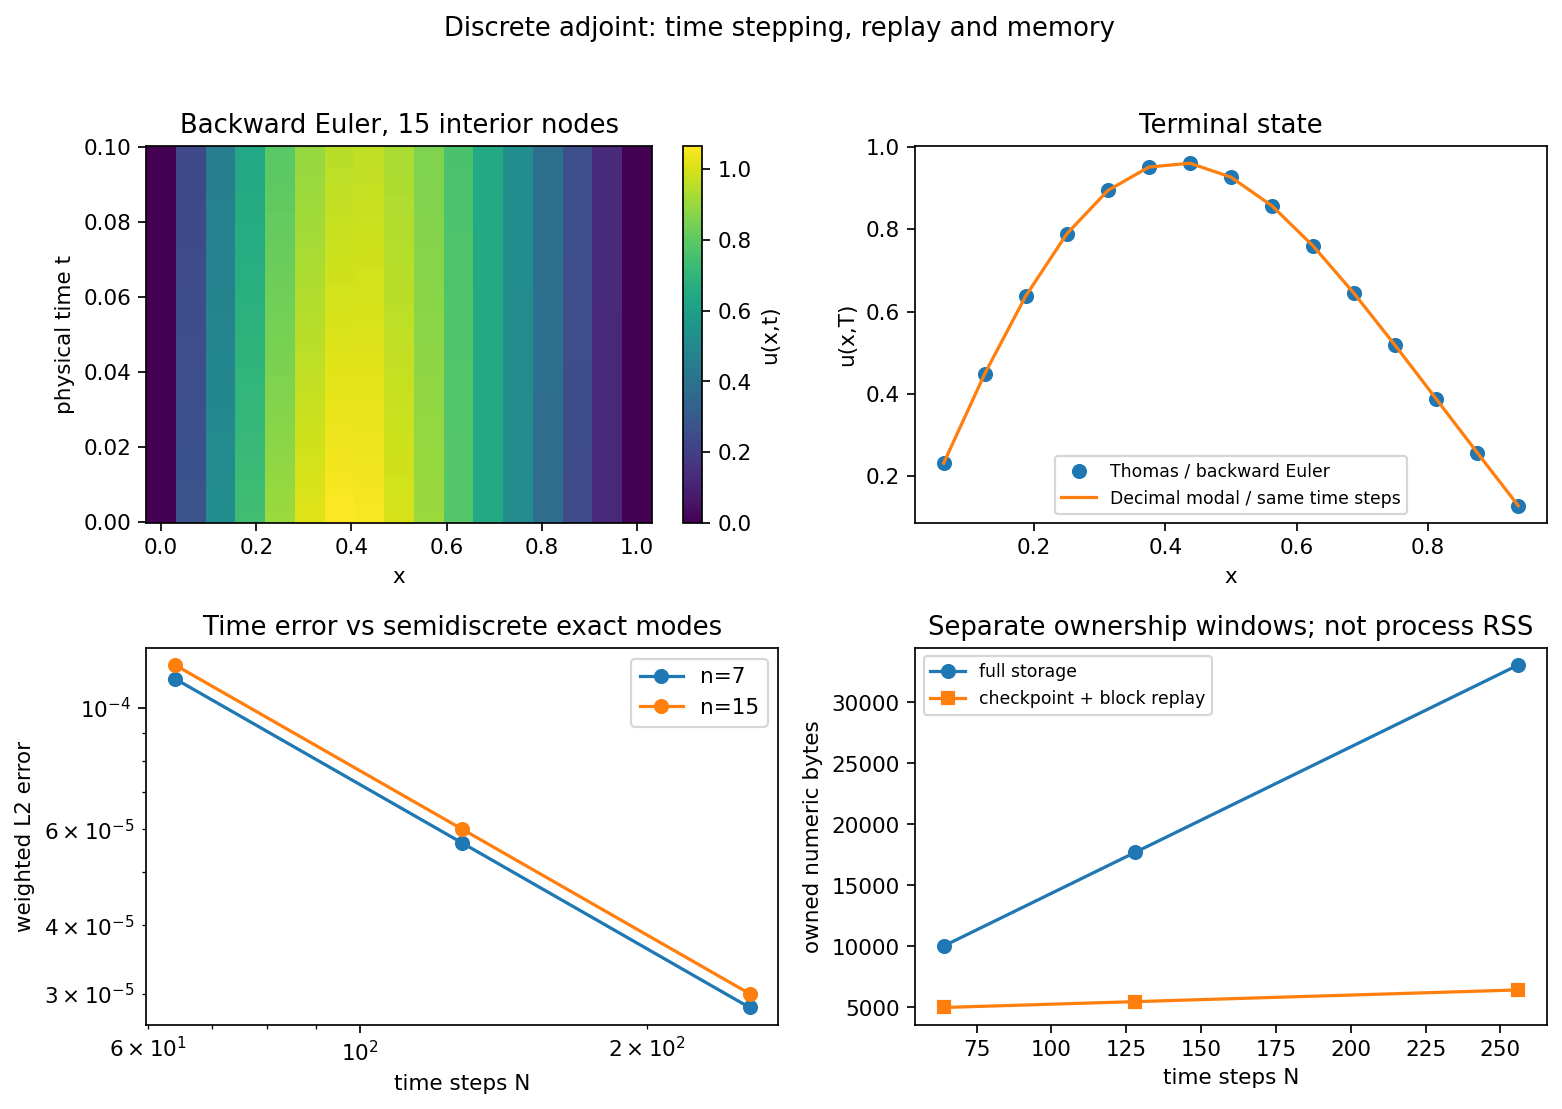 Discrete adjoint: time stepping, replay and memory
Backward Euler, 15 interior nodes
physical time t
0.10
0.08
0.06
0.04
0.02
0.00
0.0 0.2 0.4 0.6 0.8 1.0
x
1.0
0.8
0.6
0.4
0.2
0.0
u(x,t)
Terminal state
u(x,T)
1.0
0.8
0.6
0.4
0.2
Thomas / backward Euler
Decimal modal / same time steps
0.2 0.4 0.6 0.8
x
Time error vs semidiscrete exact modes
weighted L2 error
10⁻⁴
6 × 10⁻⁵
4 × 10⁻⁵
3 × 10⁻⁵
n=7
n=15
6 × 10¹ 10² 2 × 10²
time steps N
Separate ownership windows; not process RSS
owned numeric bytes
30000
25000
20000
15000
10000
5000
full storage
checkpoint + block replay
75 100 125 150 175 200 225 250
time steps N